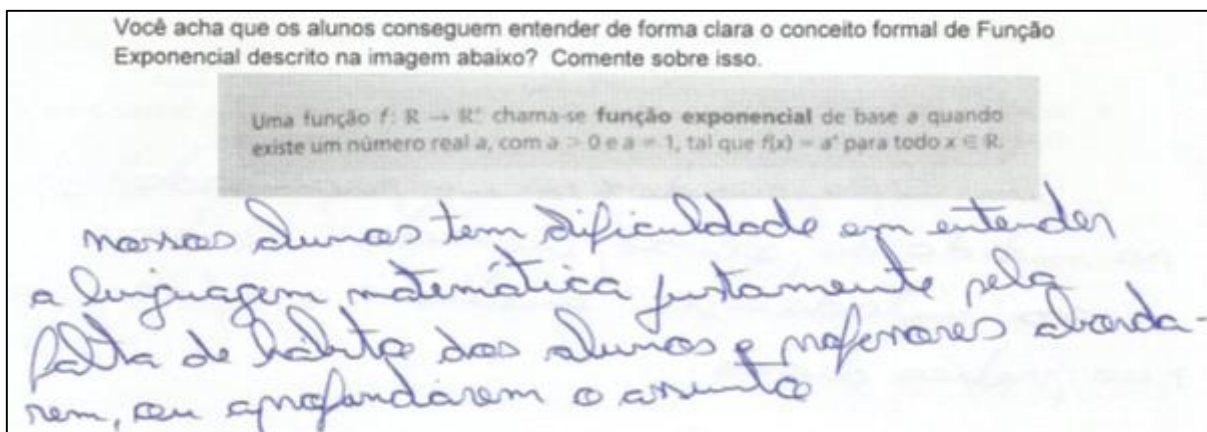 Você acha que os alunos conseguem entender de forma clara o conceito formal de Função
Exponencial descrito na imagem abaixo? Comente sobre isso.
Uma função f: R → R*₊ chama-se função exponencial de base a quando
existe um número real a, com a > 0 e a ≠ 1, tal que f(x) = aˣ para todo x ∈ R.
nossos alunos tem dificuldade em entender
a linguagem matemática justamente pela
falta de hábito dos alunos e professores aborda-
rem, ou aprofundarem o assunto